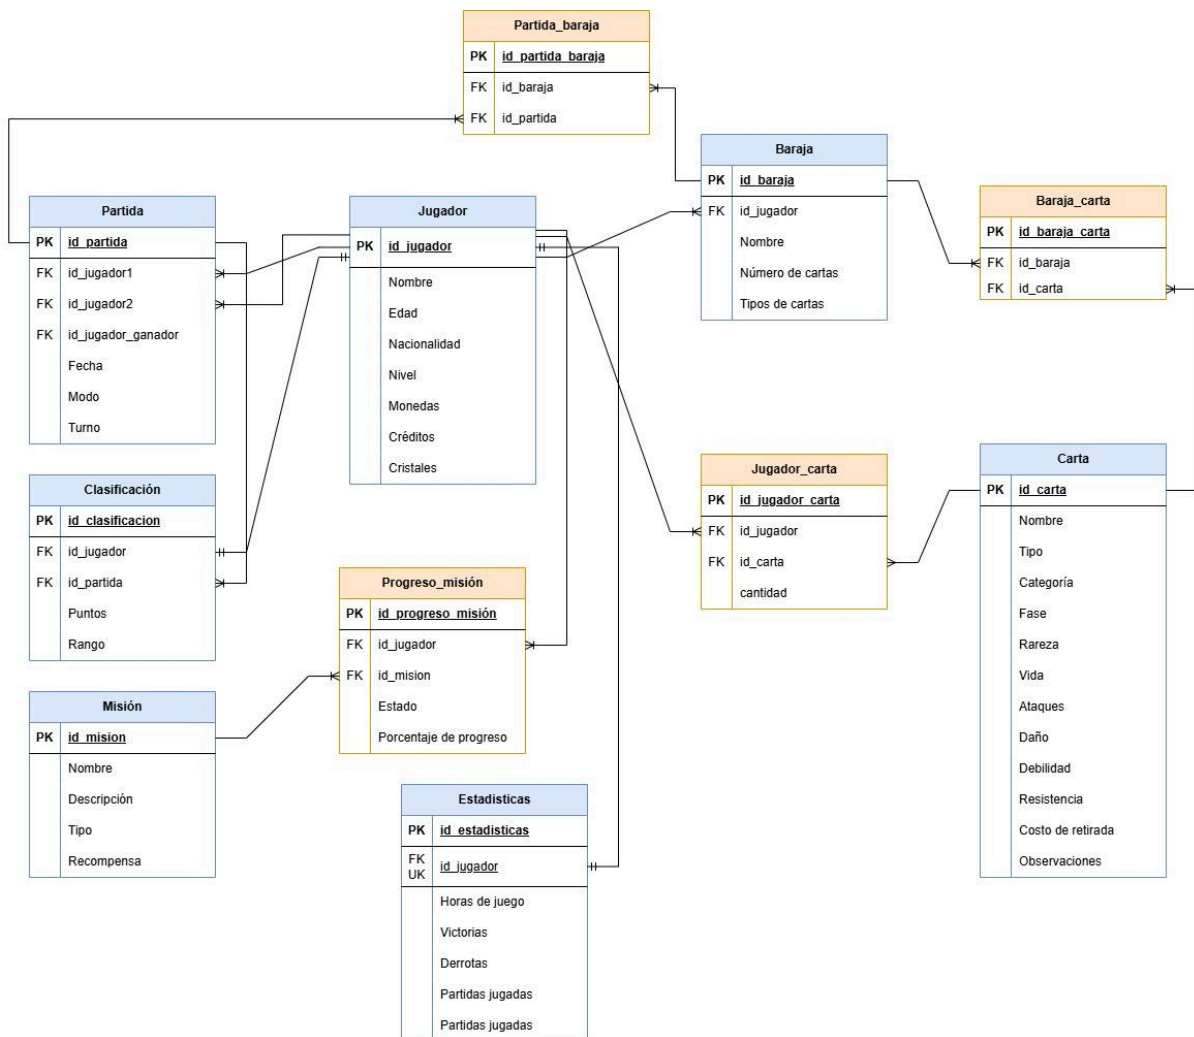 Partida_baraja
PK id_partida_baraja
FK id_baraja
FK id_partida
Baraja
PK id_baraja
FK id_jugador
Nombre
Número de cartas
Tipos de cartas
Baraja_carta
PK id_baraja_carta
FK id_baraja
FK id_carta
Partida
PK id_partida
FK id_jugador1
FK id_jugador2
FK id_jugador_ganador
Fecha
Modo
Turno
Jugador
PK id_jugador
Nombre
Edad
Nacionalidad
Nivel
Monedas
Créditos
Cristales
Clasificación
PK id_clasificacion
FK id_jugador
FK id_partida
Puntos
Rango
Jugador_carta
PK id_jugador_carta
FK id_jugador
FK id_carta
cantidad
Carta
PK id_carta
Nombre
Tipo
Categoría
Fase
Rareza
Vida
Ataques
Daño
Debilidad
Resistencia
Costo de retirada
Observaciones
Progreso_misión
PK id_progreso_misión
FK id_jugador
FK id_mision
Estado
Porcentaje de progreso
Misión
PK id_mision
Nombre
Descripción
Tipo
Recompensa
Estadisticas
PK id_estadisticas
FK UK id_jugador
Horas de juego
Victorias
Derrotas
Partidas jugadas
Partidas jugadas